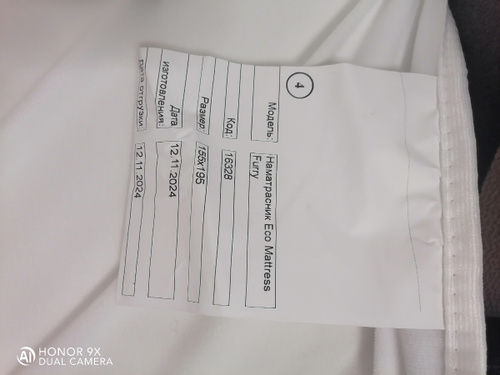 4
Модель: Наматрасник Eco Mattress
Furry
Код: 16328
Размер: 155x195
Дата
изготовления: 12.11.2024
Дата отгрузки: 12.11.2024
HONOR 9X
DUAL CAMERA